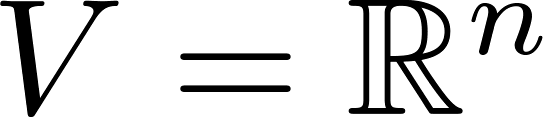 V = ℝⁿ